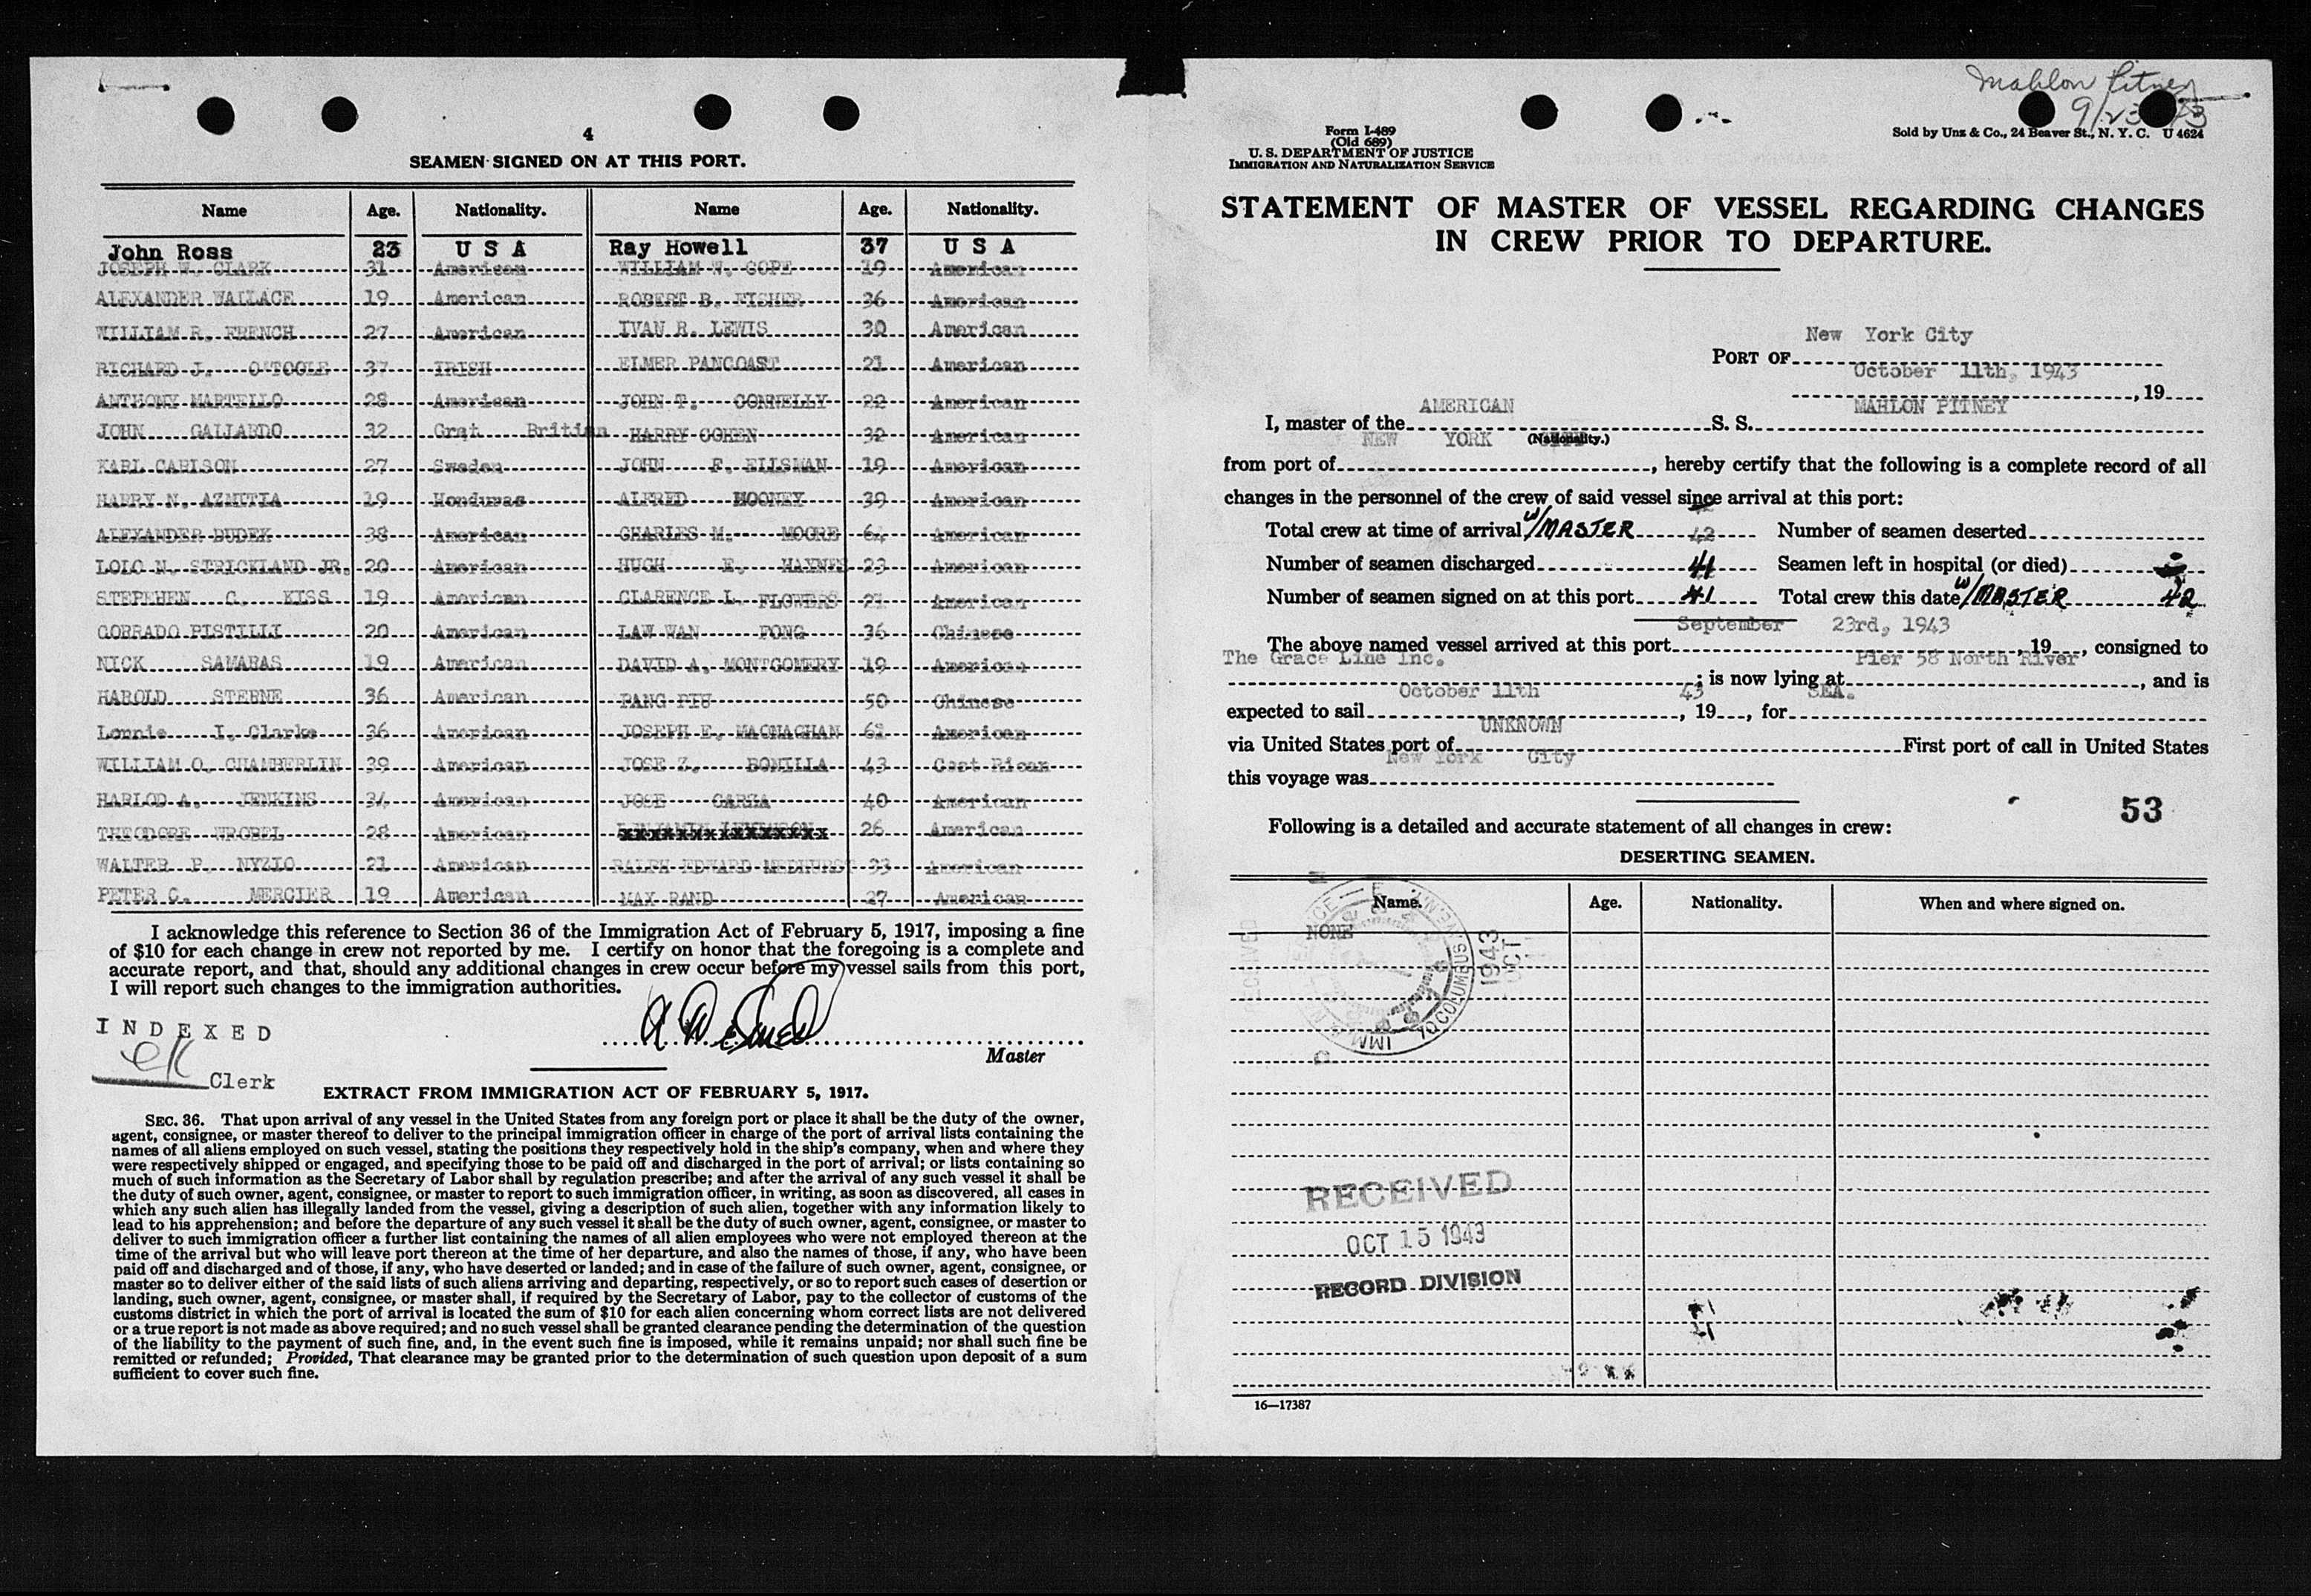 4
SEAMEN SIGNED ON AT THIS PORT.
Name Age. Nationality. Name Age. Nationality.
John Ross 23 U S A Ray Howell 37 U S A
JOSEPH W. CLARK 31 American WILLIAM W. COPE 19 American
ALEXANDER WALLACE 19 American ROBERT B. FISHER 36 American
WILLIAM R. FRENCH 27 American IVAN R. LEWIS 30 American
RICHARD J. O'TOOLE 37 IRISH ELMER PANCOAST 21 American
ANTHONY MARTELLO 28 American JOHN T. CONNELLY 22 American
JOHN GALLARDO 32 Grat Britian HARRY COHEN 32 American
KARL CARLSON 27 Sweden JOHN F. ELLSMAN 19 American
HARRY N. AZMITIA 19 Honduras ALFRED MOONEY 39 American
ALEXANDER DUDEK 38 American CHARLES M. MOORE 64 American
LOLO N. STRICKLAND JR. 20 American HUGH E. HAYNES 23 American
STEPEHEN C. KISS 19 American CLARENCE L. FLOWERS 21 American
CORRADO PISTILLI 20 American LAW WAN FONG 36 Chinese
NICK SAMARAS 19 American DAVID A. MONTGOMERY 19 American
HAROLD STERNE 36 American PANG FIU 50 Chinese
Lonnie I. Clarke 36 American JOSEPH E. MACNAGHAN 61 American
WILLIAM O. CHAMBERLIN 39 American JOSE Z. BONILLA 43 Cost Rican
HARLOD A. JENKINS 34 American JOSE GARZA 40 American
THEODORE WROBEL 28 American 26 American
WALTER P. NYZIO 21 American RALPH EDWARD MEDHURST 33 American
PETER C. MERCIER 19 American MAX RAND 27 American
I acknowledge this reference to Section 36 of the Immigration Act of February 5, 1917, imposing a fine
of $10 for each change in crew not reported by me. I certify on honor that the foregoing is a complete and
accurate report, and that, should any additional changes in crew occur before my vessel sails from this port,
I will report such changes to the immigration authorities.
INDEXED
Master
Clerk
EXTRACT FROM IMMIGRATION ACT OF FEBRUARY 5, 1917.
SEC. 36. That upon arrival of any vessel in the United States from any foreign port or place it shall be the duty of the owner,
agent, consignee, or master thereof to deliver to the principal immigration officer in charge of the port of arrival lists containing the
names of all aliens employed on such vessel, stating the positions they respectively hold in the ship's company, when and where they
were respectively shipped or engaged, and specifying those to be paid off and discharged in the port of arrival; or lists containing so
much of such information as the Secretary of Labor shall by regulation prescribe; and after the arrival of any such vessel it shall be
the duty of such owner, agent, consignee, or master to report to such immigration officer, in writing, as soon as discovered, all cases in
which any such alien has illegally landed from the vessel, giving a description of such alien, together with any information likely to
lead to his apprehension; and before the departure of any such vessel it shall be the duty of such owner, agent, consignee, or master to
deliver to such immigration officer a further list containing the names of all alien employees who were not employed thereon at the
time of the arrival but who will leave port thereon at the time of her departure, and also the names of those, if any, who have been
paid off and discharged and of those, if any, who have deserted or landed; and in case of the failure of such owner, agent, consignee, or
master so to deliver either of the said lists of such aliens arriving and departing, respectively, or so to report such cases of desertion or
landing, such owner, agent, consignee, or master shall, if required by the Secretary of Labor, pay to the collector of customs of the
customs district in which the port of arrival is located the sum of $10 for each alien concerning whom correct lists are not delivered
or a true report is not made as above required; and no such vessel shall be granted clearance pending the determination of the question
of the liability to the payment of such fine, and, in the event such fine is imposed, while it remains unpaid; nor shall such fine be
remitted or refunded; Provided, That clearance may be granted prior to the determination of such question upon deposit of a sum
sufficient to cover such fine.
Mahlon Pitney
9/23/43
Form I-489
(Old 689)
U. S. DEPARTMENT OF JUSTICE
IMMIGRATION AND NATURALIZATION SERVICE
Sold by Unz & Co., 24 Beaver St., N. Y. C. U 4624
STATEMENT OF MASTER OF VESSEL REGARDING CHANGES
IN CREW PRIOR TO DEPARTURE.
New York City
PORT OF
October 11th, 1943
, 19
AMERICAN MAHLON PITNEY
I, master of the S. S.
NEW YORK (Nationality.)
from port of , hereby certify that the following is a complete record of all
changes in the personnel of the crew of said vessel since arrival at this port:
Total crew at time of arrival w/MASTER 42 Number of seamen deserted
Number of seamen discharged 41 Seamen left in hospital (or died)
Number of seamen signed on at this port 41 Total crew this date w/MASTER 42
September 23rd, 1943
The above named vessel arrived at this port , 19 , consigned to
The Grace Line Inc. Pier 58 North River
; is now lying at , and is
October 11th 43 SEA.
expected to sail , 19 , for
UNKNOWN
via United States port of First port of call in United States
New York City
this voyage was
53
Following is a detailed and accurate statement of all changes in crew:
DESERTING SEAMEN.
Name. Age. Nationality. When and where signed on.
NONE
RECEIVED
1943
OCT
COLUMBUS
IMM
RECEIVED
OCT 15 1943
RECORD DIVISION
16—17387